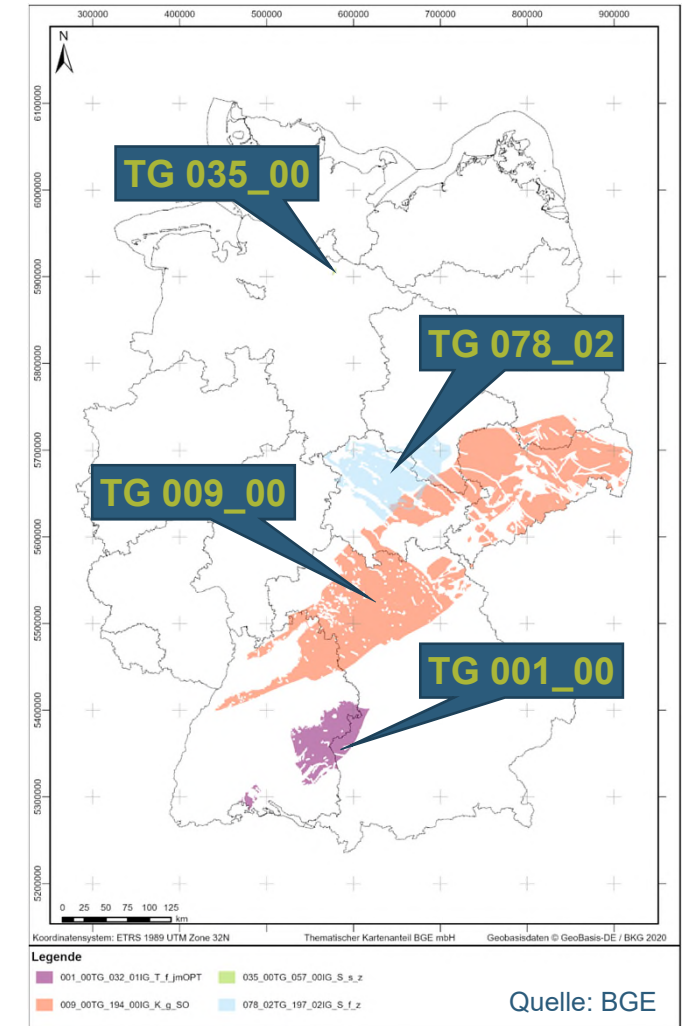 300000 400000 500000 600000 700000 800000 900000
N
6100000
TG 035_00
6000000
5900000
TG 078_02
5800000
5700000
TG 009_00
5600000
5500000
TG 001_00
5400000
5300000
5200000
0 25 50 75 100 125
km
Koordinatensystem: ETRS 1989 UTM Zone 32N Thematischer Kartenanteil BGE mbH Geobasisdaten © GeoBasis-DE / BKG 2020
Legende
001_00TG_032_01IG_T_f_jmOPT 035_00TG_057_00IG_S_s_z
009_00TG_194_00IG_K_g_SO 078_02TG_197_02IG_S_f_z
Quelle: BGE